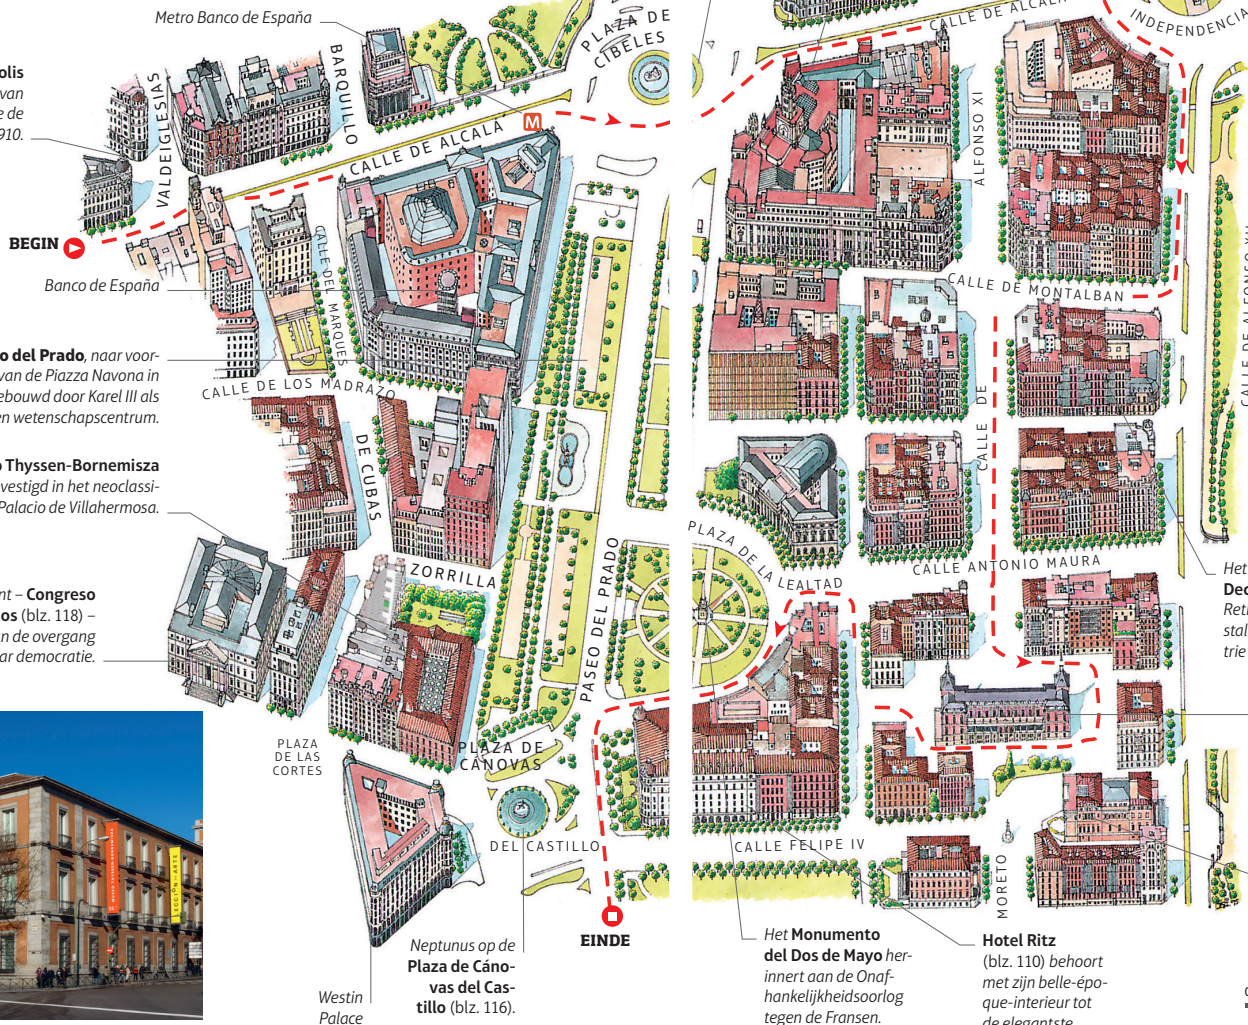 Metro Banco de España
PLAZA DE
CIBELES
CALLE DE ALCALÁ
INDEPENDENCIA
olis
van
e de
910.
VALDEIGLESIAS
BARQUILLO
M
CALLE DE ALCALÁ
ALFONSO XI
BEGIN
Banco de España
CALLE DEL MARQUES
DE CUBAS
CALLE DE MONTALBAN
CALLE DE ALFONSO XII
o del Prado, naar voor-
van de Piazza Navona in
ebouwd door Karel III als
en wetenschapscentrum.
CALLE DE LOS MADRAZO
CALLE DE
o Thyssen-Bornemisza
vestigd in het neoclassi-
Palacio de Villahermosa.
PLAZA DE LA LEALTAD
CALLE ANTONIO MAURA
ZORRILLA
PASEO DEL PRADO
nt – Congreso
os (blz. 118) –
an de overgang
ar democratie.
Het
Dec
Reti
stal
trie
PLAZA
DE LAS
CORTES
PLAZA DE
CÁNOVAS
DEL CASTILLO
CALLE FELIPE IV
MORETO
LECCIÓN ARTE
EINDE
Neptunus op de
Plaza de Cáno-
vas del Cas-
tillo (blz. 116).
Westin
Palace
Het Monumento
del Dos de Mayo her-
innert aan de Onaf-
hankelijkheidsoorlog
tegen de Fransen.
Hotel Ritz
(blz. 110) behoort
met zijn belle-épo-
que-interieur tot
de elegantste